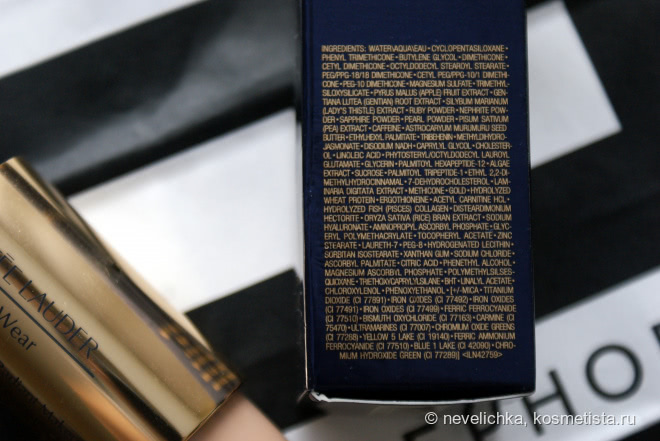 INGREDIENTS: WATER\AQUA\EAU • CYCLOPENTASILOXANE •
PHENYL TRIMETHICONE • BUTYLENE GLYCOL • DIMETHICONE •
CETYL DIMETHICONE • OCTYLDODECYL STEAROYL STEARATE •
PEG/PPG-18/18 DIMETHICONE • CETYL PEG/PPG-10/1 DIMETHI-
CONE • PEG-10 DIMETHICONE • MAGNESIUM SULFATE • TRIMETHYL-
SILOXYSILICATE • PYRUS MALUS (APPLE) FRUIT EXTRACT • GEN-
TIANA LUTEA (GENTIAN) ROOT EXTRACT • SILYBUM MARIANUM
(LADY'S THISTLE) EXTRACT • RUBY POWDER • NEPHRITE POW-
DER • SAPPHIRE POWDER • PEARL POWDER • PISUM SATIVUM
(PEA) EXTRACT • CAFFEINE • ASTROCARYUM MURUMURU SEED
BUTTER • ETHYLHEXYL PALMITATE • TRIBEHENIN • METHYLDIHYDRO-
JASMONATE • DISODIUM NADH • CAPRYLYL GLYCOL • CHOLESTER-
OL • LINOLEIC ACID • PHYTOSTERYL/OCTYLDODECYL LAUROYL
GLUTAMATE • GLYCERIN • PALMITOYL HEXAPEPTIDE-12 • ALGAE
EXTRACT • SUCROSE • PALMITOYL TRIPEPTIDE-1 • ETHYL 2,2-DI-
METHYLHYDROCINNAMAL • 7-DEHYDROCHOLESTEROL • LAM-
INARIA DIGITATA EXTRACT • METHICONE • GOLD • HYDROLYZED
WHEAT PROTEIN • ERGOTHIONEINE • ACETYL CARNITINE HCL •
HYDROLYZED FISH (PISCES) COLLAGEN • DISTEARDIMONIUM
HECTORITE • ORYZA SATIVA (RICE) BRAN EXTRACT • SODIUM
HYALURONATE • AMINOPROPYL ASCORBYL PHOSPHATE • GLYC-
ERYL POLYMETHACRYLATE • TOCOPHERYL ACETATE • ZINC
STEARATE • LAURETH-7 • PEG-8 • HYDROGENATED LECITHIN •
SORBITAN ISOSTEARATE • XANTHAN GUM • SODIUM CHLORIDE •
ASCORBYL PALMITATE • CITRIC ACID • PHENETHYL ALCOHOL •
MAGNESIUM ASCORBYL PHOSPHATE • POLYMETHYLSILSES-
QUIOXANE • TRIETHOXYCAPRYLYLSILANE • BHT • LINALYL ACETATE •
CHLOROXYLENOL • PHENOXYETHANOL • [+/- MICA • TITANIUM
DIOXIDE (CI 77891) • IRON OXIDES (CI 77492) • IRON OXIDES
(CI 77491) • IRON OXIDES (CI 77499) • FERRIC FERROCYANIDE
(CI 77510) • BISMUTH OXYCHLORIDE (CI 77163) • CARMINE (CI
75470) • ULTRAMARINES (CI 77007) • CHROMIUM OXIDE GREENS
(CI 77288) • YELLOW 5 LAKE (CI 19140) • FERRIC AMMONIUM
FERROCYANIDE (CI 77510) • BLUE 1 LAKE (CI 42090) • CHRO-
MIUM HYDROXIDE GREEN (CI 77289)] <ILN42759>
LAUDER
Wear
PHO
© nevelichka, kosmetista.ru